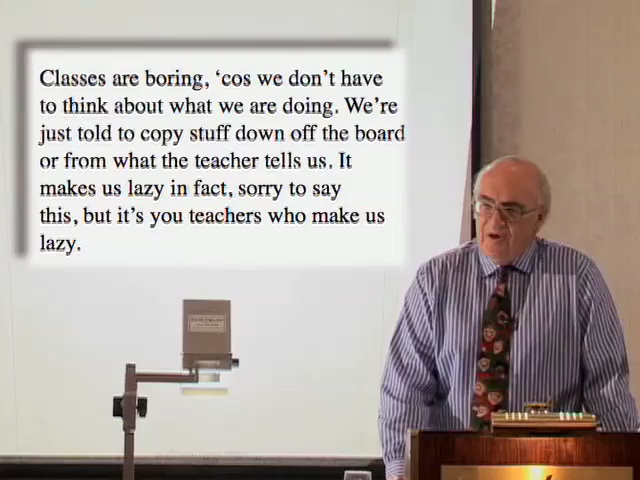 Classes are boring, ‘cos we don’t have
to think about what we are doing. We’re
just told to copy stuff down off the board
or from what the teacher tells us. It
makes us lazy in fact, sorry to say
this, but it’s you teachers who make us
lazy.